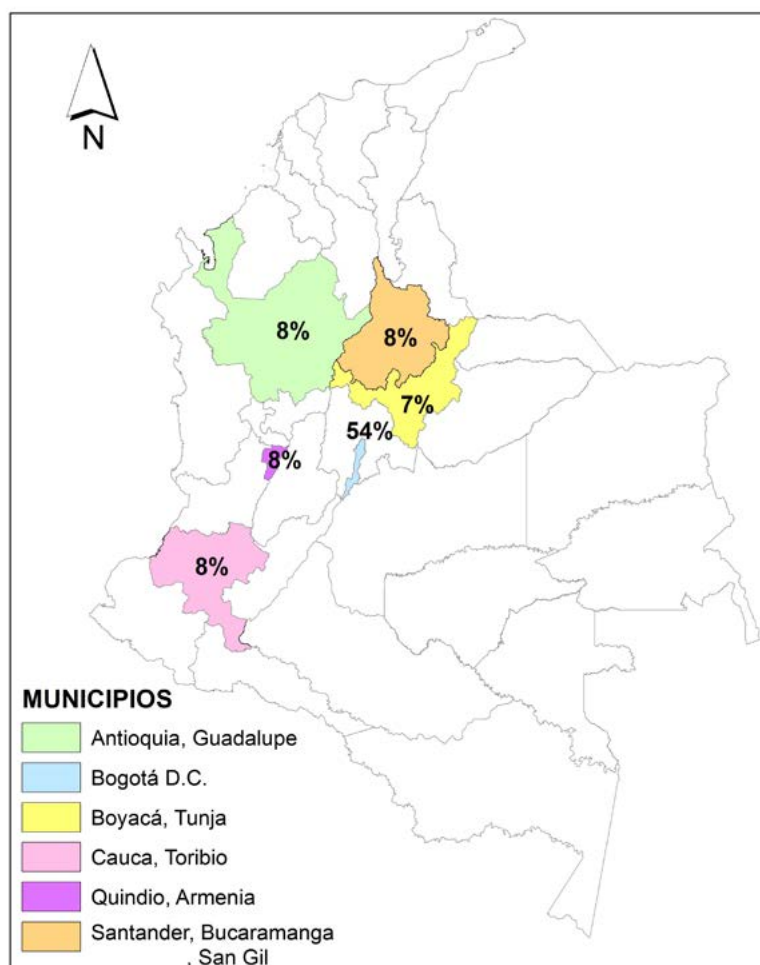 N
8%
8%
7%
54%
8%
8%
MUNICIPIOS
Antioquia, Guadalupe
Bogotá D.C.
Boyacá, Tunja
Cauca, Toribio
Quindio, Armenia
Santander, Bucaramanga
, San Gil